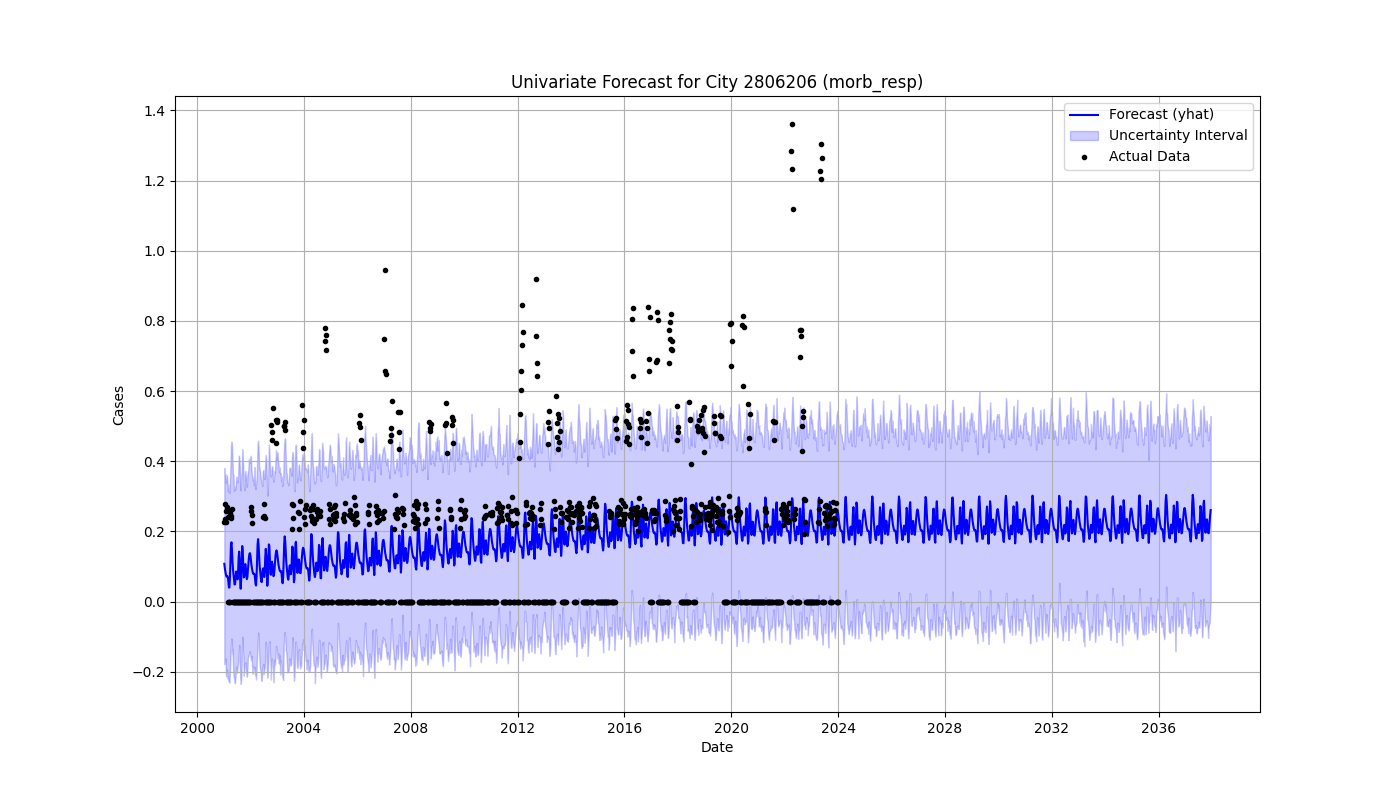 Univariate Forecast for City 2806206 (morb_resp)
Forecast (yhat)
Uncertainty Interval
Actual Data
Cases
1.4
1.2
1.0
0.8
0.6
0.4
0.2
0.0
−0.2
2000 2004 2008 2012 2016 2020 2024 2028 2032 2036
Date